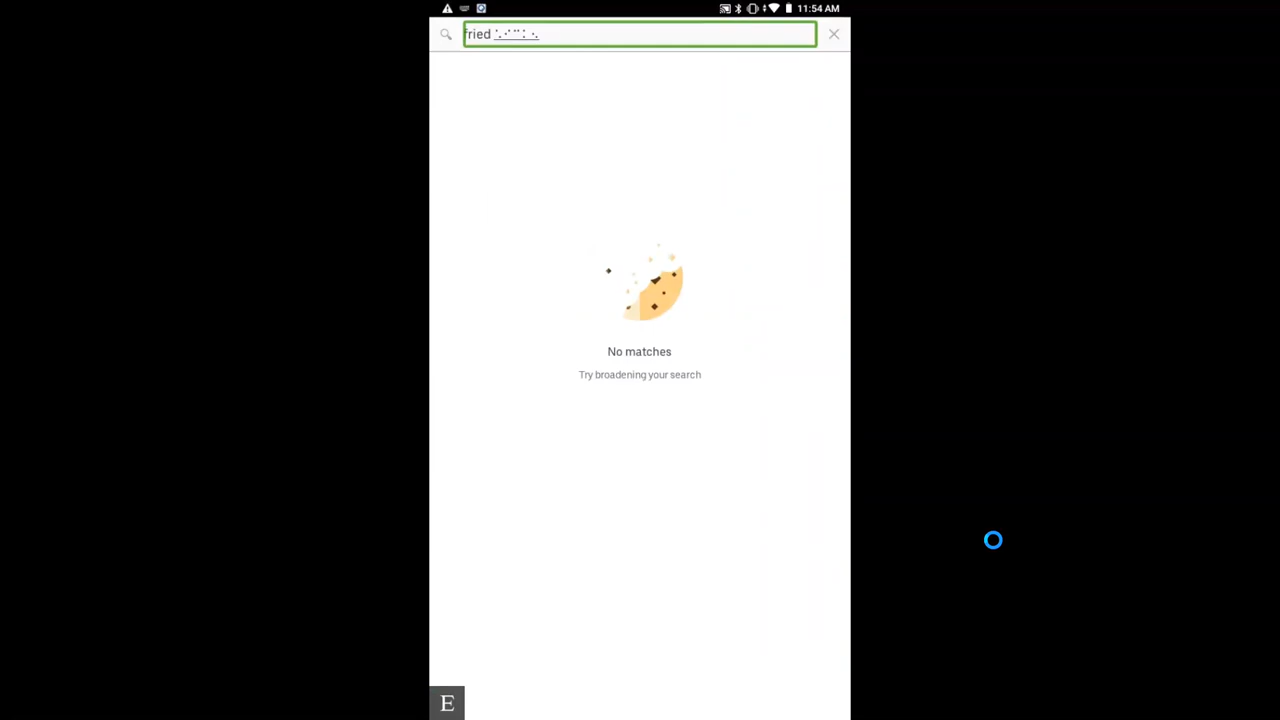 11:54 AM
fried
No matches
Try broadening your search
E